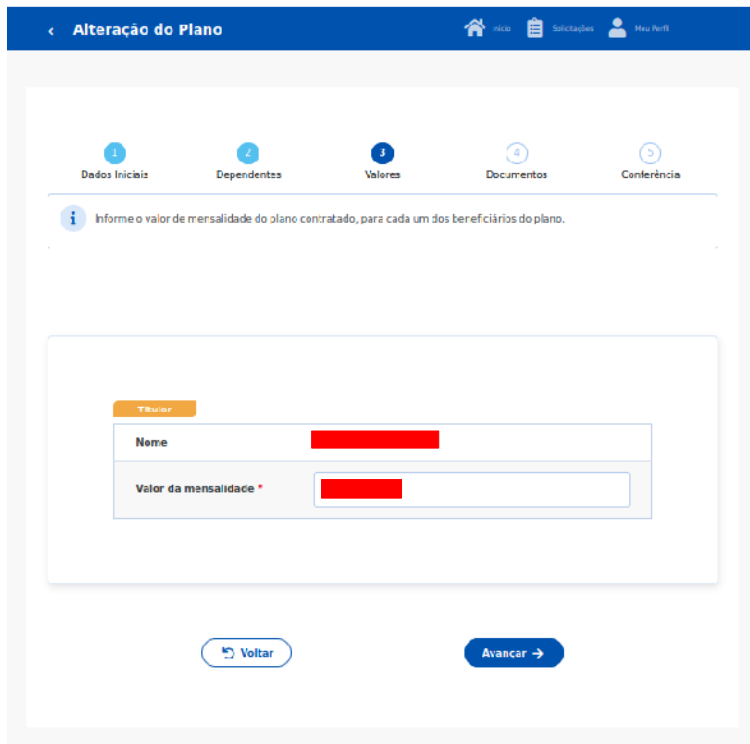 ‹ Alteração do Plano
Início
Solicitações
Meu Perfil
1
2
3
4
5
Dados Iniciais
Dependentes
Valores
Documentos
Conferência
i Informe o valor de mensalidade do plano contratado, para cada um dos beneficiários do plano.
Titular
Nome
Valor da mensalidade *
Voltar
Avançar →